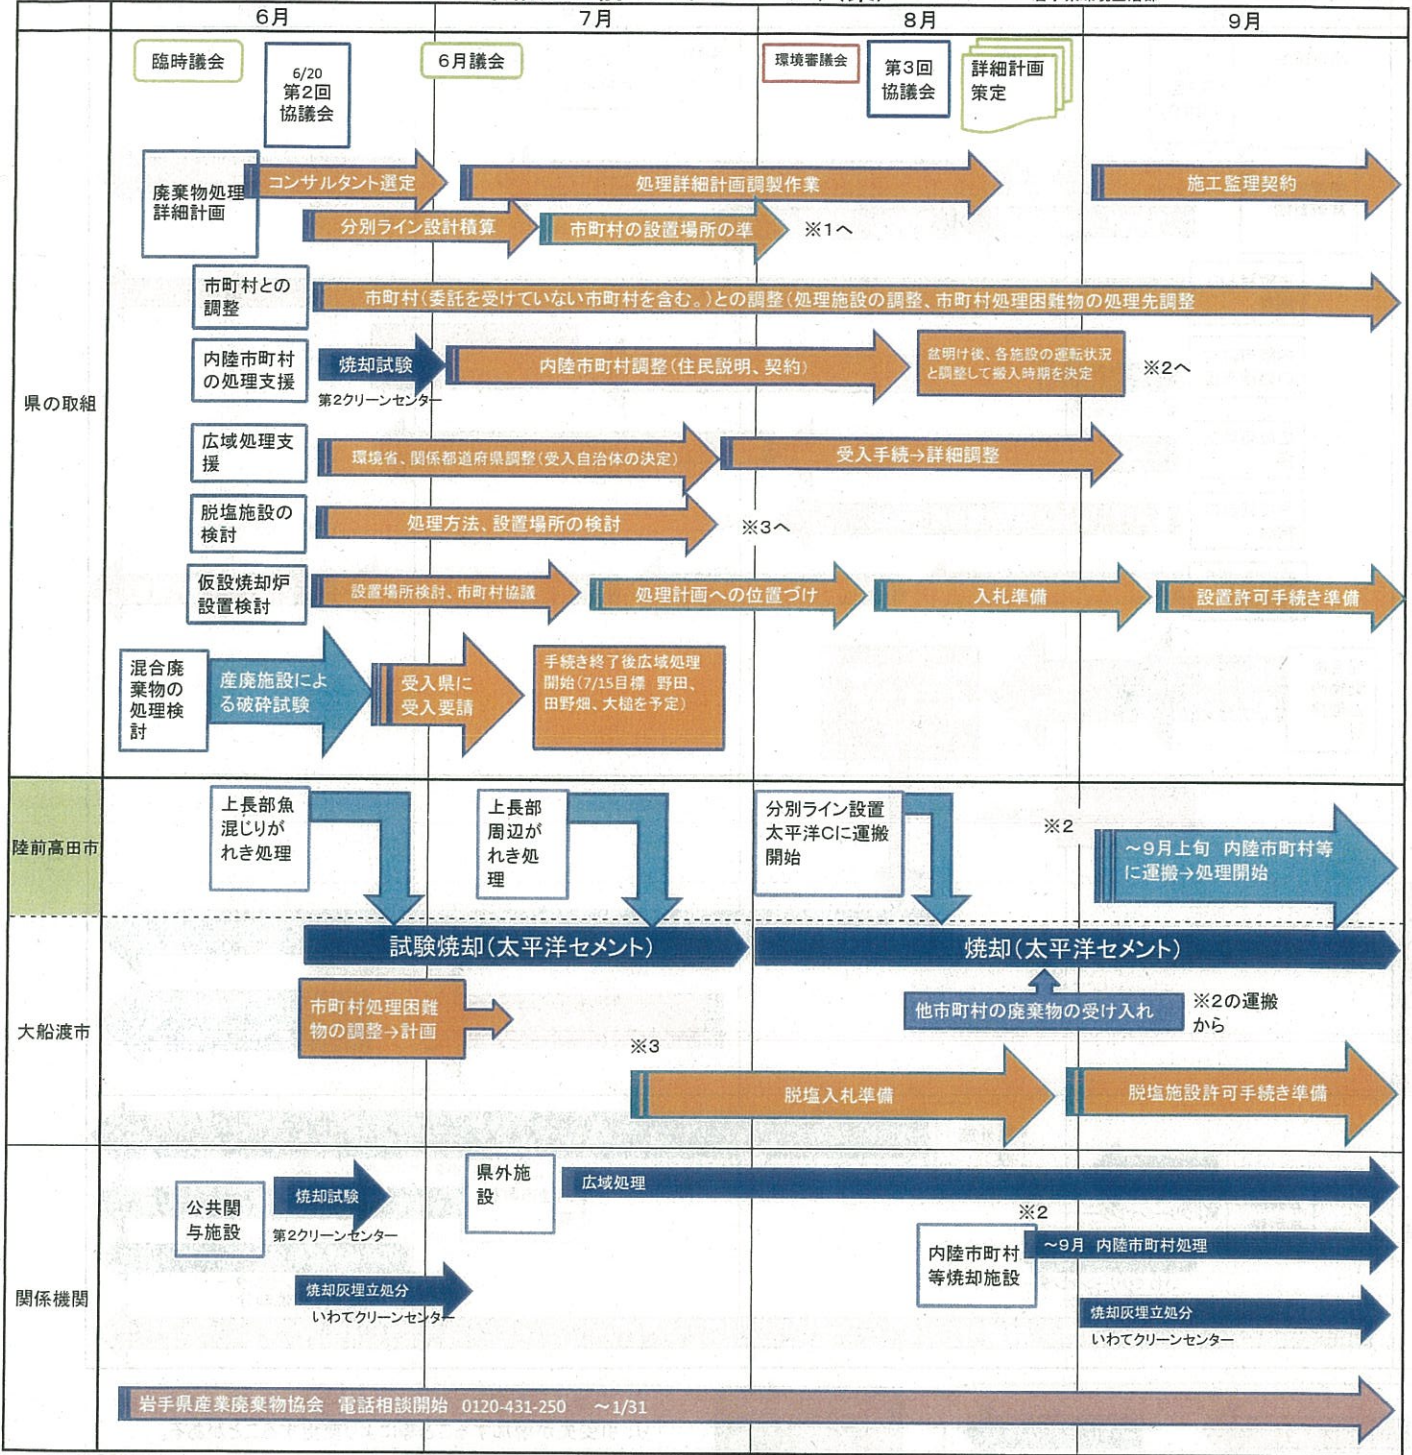 6月
7月
8月
9月
臨時議会
6/20
第2回
協議会
6月議会
環境審議会
第3回
協議会
詳細計画
策定
県の取組
廃棄物処理
詳細計画
コンサルタント選定
処理詳細計画調製作業
施工監理契約
分別ライン設計積算
市町村の設置場所の準
※1へ
市町村との
調整
市町村(委託を受けていない市町村を含む。)との調整(処理施設の調整、市町村処理困難物の処理先調整
内陸市町村
の処理支援
焼却試験
第2クリーンセンター
内陸市町村調整(住民説明、契約)
盆明け後、各施設の運転状況
と調整して搬入時期を決定
※2へ
広域処理支
援
環境省、関係都道府県調整(受入自治体の決定)
受入手続→詳細調整
脱塩施設の
検討
処理方法、設置場所の検討
※3へ
仮設焼却炉
設置検討
設置場所検討、市町村協議
処理計画への位置づけ
入札準備
設置許可手続き準備
混合廃
棄物の
処理検
討
産廃施設によ
る破砕試験
受入県に
受入要請
手続き終了後広域処理
開始(7/15目標 野田、
田野畑、大槌を予定)
陸前高田市
上長部魚
混じりが
れき処理
上長部
周辺が
れき処
理
分別ライン設置
太平洋Cに運搬
開始
※2
～9月上旬 内陸市町村等
に運搬→処理開始
大船渡市
試験焼却(太平洋セメント)
焼却(太平洋セメント)
市町村処理困難
物の調整→計画
他市町村の廃棄物の受け入れ
※2の運搬
から
※3
脱塩入札準備
脱塩施設許可手続き準備
関係機関
公共関
与施設
焼却試験
第2クリーンセンター
県外施
設
広域処理
※2
内陸市町村
等焼却施設
～9月 内陸市町村処理
焼却灰埋立処分
いわてクリーンセンター
焼却灰埋立処分
いわてクリーンセンター
岩手県産業廃棄物協会 電話相談開始 0120-431-250 ～1/31